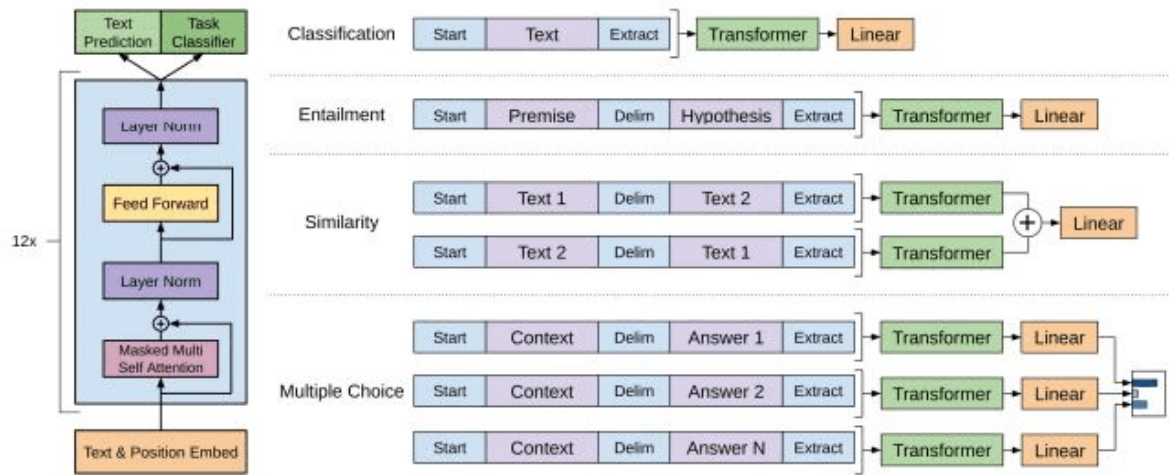 Text
Prediction
Task
Classifier
12x
Layer Norm
Feed Forward
Layer Norm
Masked Multi
Self Attention
Text & Position Embed
Classification
Start Text Extract Transformer Linear
Entailment
Start Premise Delim Hypothesis Extract Transformer Linear
Similarity
Start Text 1 Delim Text 2 Extract Transformer
Start Text 2 Delim Text 1 Extract Transformer
Linear
Multiple Choice
Start Context Delim Answer 1 Extract Transformer Linear
Start Context Delim Answer 2 Extract Transformer Linear
Start Context Delim Answer N Extract Transformer Linear